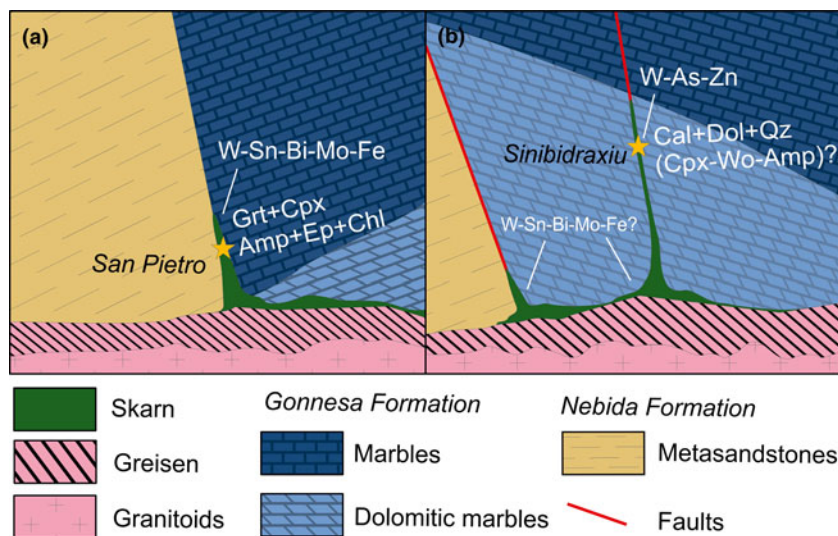 (a)
W-Sn-Bi-Mo-Fe
Grt+Cpx
Amp+Ep+Chl
San Pietro
(b)
W-As-Zn
Sinibidraxiu
Cal+Dol+Qz
(Cpx-Wo-Amp)?
W-Sn-Bi-Mo-Fe?
Skarn
Greisen
Granitoids
Gonnesa Formation
Marbles
Dolomitic marbles
Nebida Formation
Metasandstones
Faults